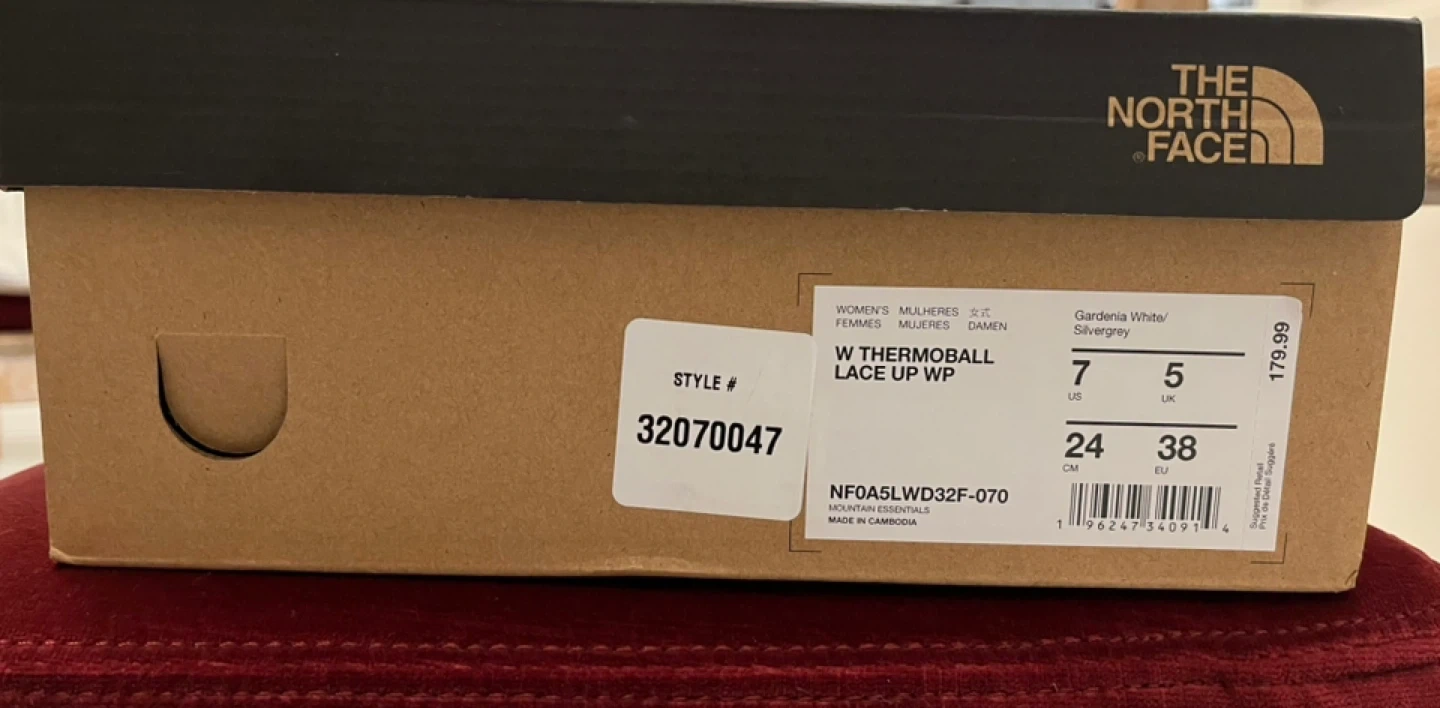 THE
NORTH
FACE
®
STYLE #
32070047
WOMEN'S MULHERES 女式
FEMMES MUJERES DAMEN
W THERMOBALL
LACE UP WP
NF0A5LWD32F-070
MOUNTAIN ESSENTIALS
MADE IN CAMBODIA
Gardenia White/
Silvergrey
7 5
US UK
24 38
CM EU
1 96247 34091 4
179.99
Suggested Retail
Prix de Détail Suggéré